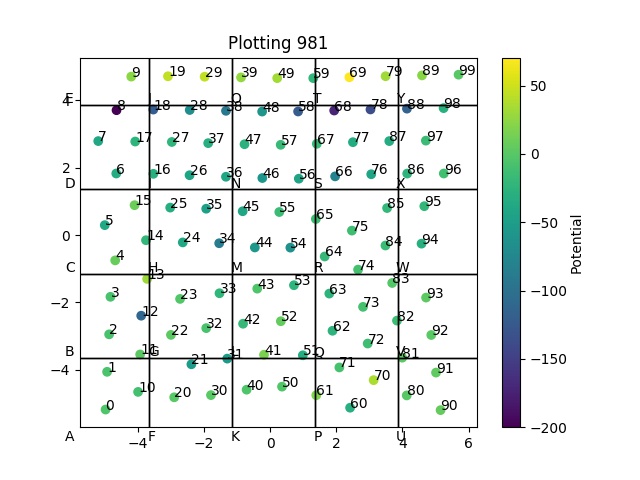 Plotting 981
9 19 29 39 49 59 69 79 89 99
E J O T Y
8 18 28 38 48 58 68 78 88 98
7 17 27 37 47 57 67 77 87 97
6 16 26 36 46 56 66 76 86 96
D N S X
15 25 35 45 55 65 75 85 95
5 14 24 34 44 54 64 74 84 94
4
C H M R W
13 23 33 43 53 63 73 83 93
3 12 22 32 42 52 62 72 82 92
2 11 21 31 41 51 61 71 81 91
B G Q V
1 10 20 30 40 50 60 70 80 90
0
A F K P U
4
2
0
−2
−4
−4 −2 0 2 4 6
50
0
−50
−100
−150
−200
Potential